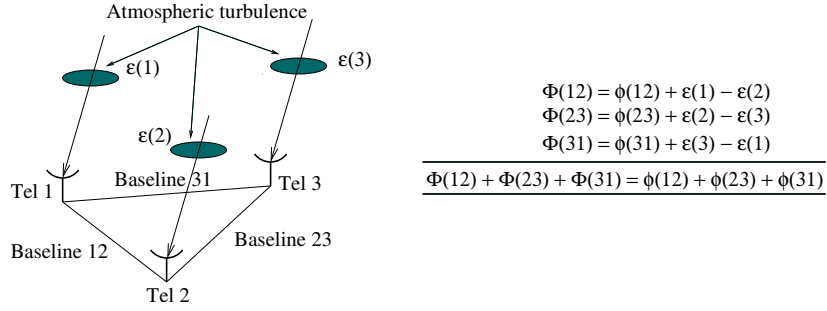 Atmospheric turbulence
ε(1)
ε(3)
ε(2)
Tel 1
Baseline 31
Tel 3
Baseline 12
Baseline 23
Tel 2
Φ(12) = ϕ(12) + ε(1) − ε(2)
Φ(23) = ϕ(23) + ε(2) − ε(3)
Φ(31) = ϕ(31) + ε(3) − ε(1)
Φ(12) + Φ(23) + Φ(31) = ϕ(12) + ϕ(23) + ϕ(31)